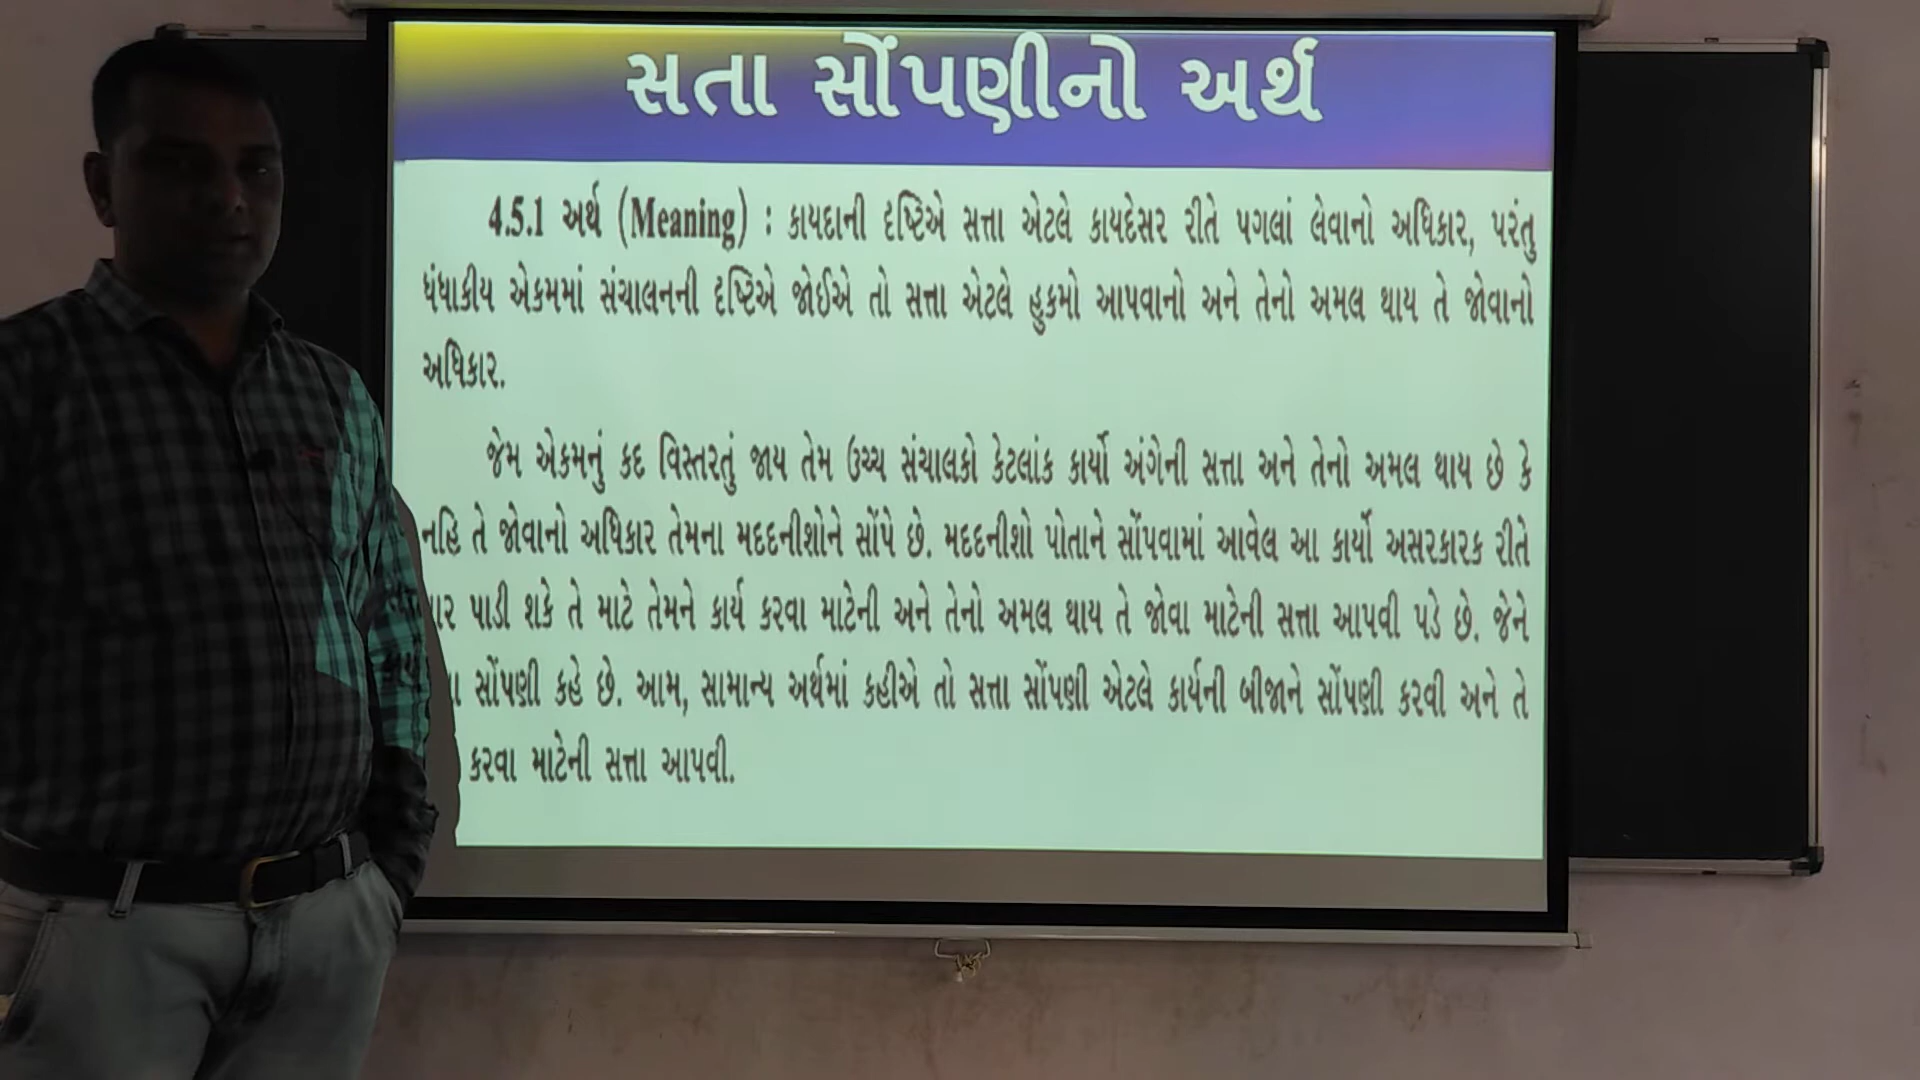 સતા સોંપણીનો અર્થ
4.5.1 અર્થ (Meaning) : કાયદાની દૃષ્ટિએ સત્તા એટલે કાયદેસર રીતે પગલાં લેવાનો અધિકાર, પરંતુ
ધંધાકીય એકમમાં સંચાલનની દૃષ્ટિએ જોઈએ તો સત્તા એટલે હુકમો આપવાનો અને તેનો અમલ થાય તે જોવાનો
અધિકાર.
જેમ એકમનું કદ વિસ્તરતું જાય તેમ ઉચ્ચ સંચાલકો કેટલાંક કાર્યો અંગેની સત્તા અને તેનો અમલ થાય છે કે
નહિ તે જોવાનો અધિકાર તેમના મદદનીશોને સોંપે છે. મદદનીશો પોતાને સોંપવામાં આવેલ આ કાર્યો અસરકારક રીતે
પાડી શકે તે માટે તેમને કાર્ય કરવા માટેની અને તેનો અમલ થાય તે જોવા માટેની સત્તા આપવી પડે છે. જેને
સોંપણી કહે છે. આમ, સામાન્ય અર્થમાં કહીએ તો સત્તા સોંપણી એટલે કાર્યની બીજાને સોંપણી કરવી અને તે
કરવા માટેની સત્તા આપવી.